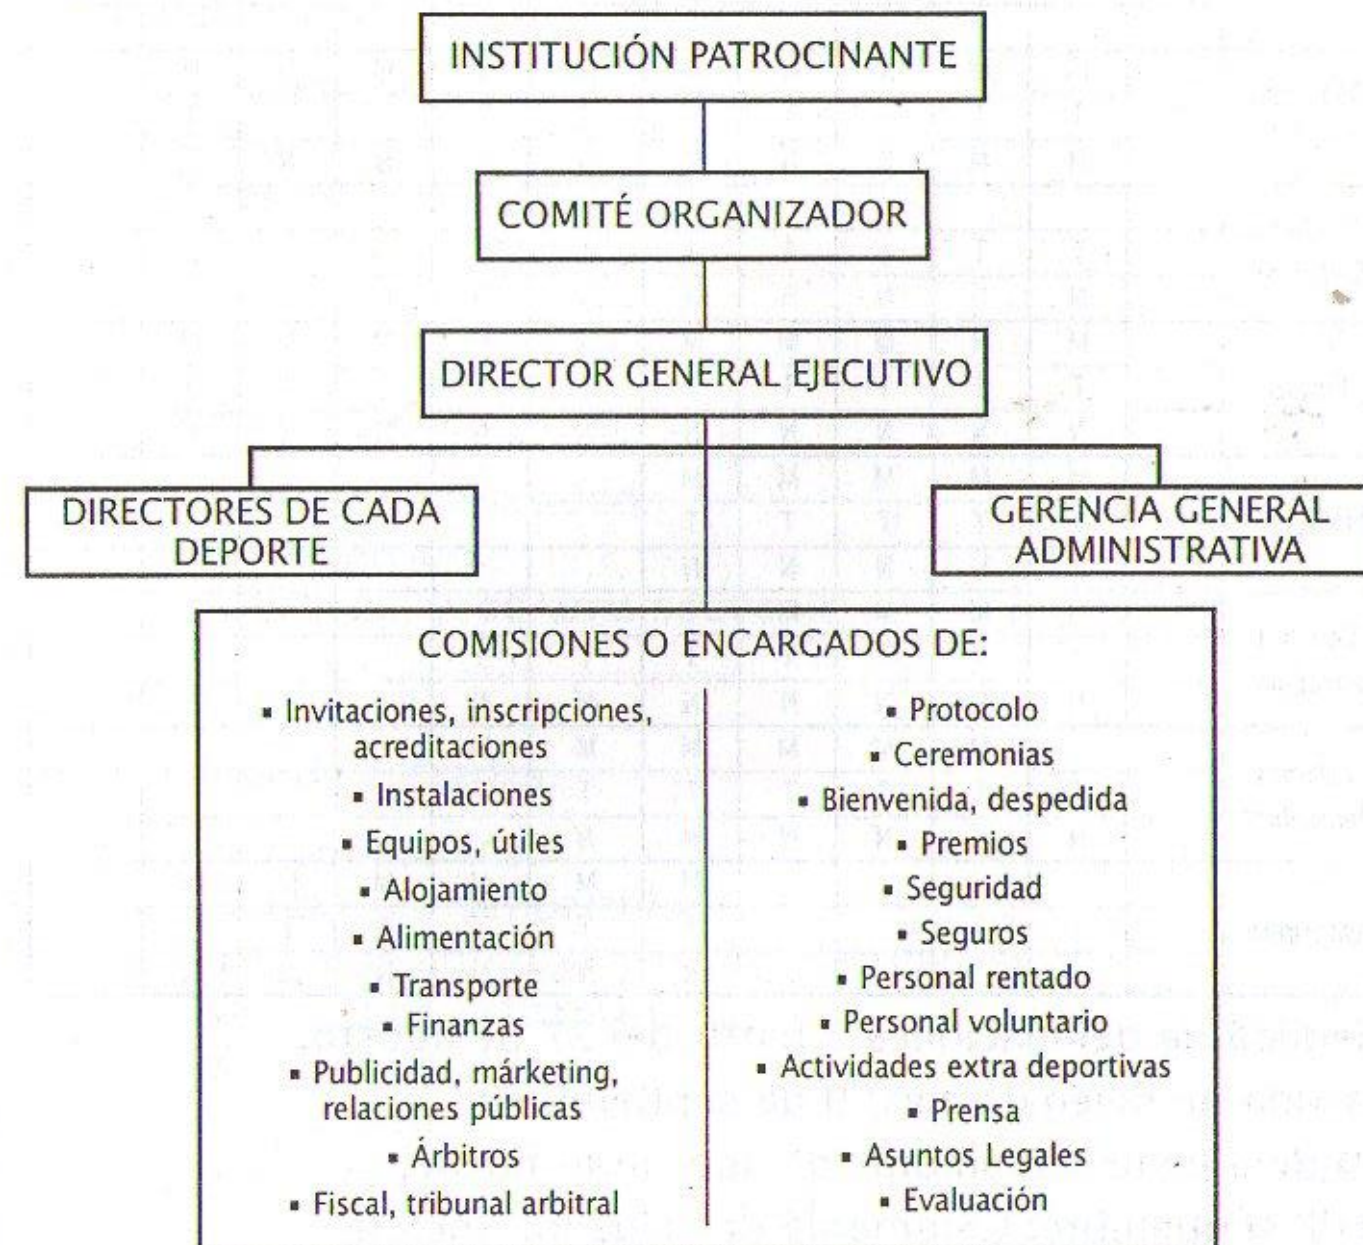 INSTITUCIÓN PATROCINANTE
COMITÉ ORGANIZADOR
DIRECTOR GENERAL EJECUTIVO
DIRECTORES DE CADA
DEPORTE
GERENCIA GENERAL
ADMINISTRATIVA
COMISIONES O ENCARGADOS DE:
▪ Invitaciones, inscripciones,
acreditaciones
▪ Instalaciones
▪ Equipos, útiles
▪ Alojamiento
▪ Alimentación
▪ Transporte
▪ Finanzas
▪ Publicidad, márketing,
relaciones públicas
▪ Árbitros
▪ Fiscal, tribunal arbitral
▪ Protocolo
▪ Ceremonias
▪ Bienvenida, despedida
▪ Premios
▪ Seguridad
▪ Seguros
▪ Personal rentado
▪ Personal voluntario
▪ Actividades extra deportivas
▪ Prensa
▪ Asuntos Legales
▪ Evaluación